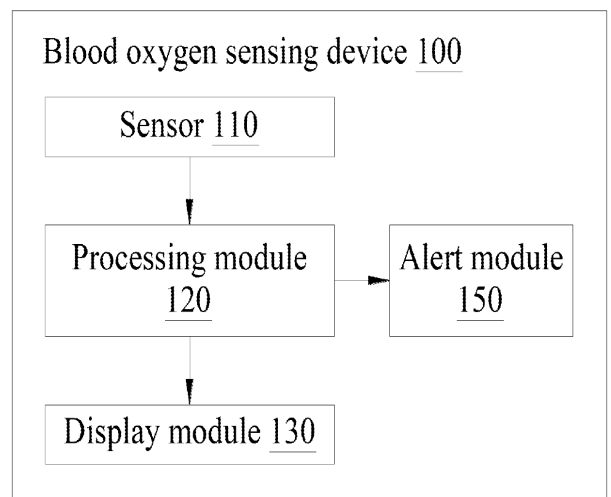 Blood oxygen sensing device 100
Sensor 110
Processing module
120
Alert module
150
Display module 130